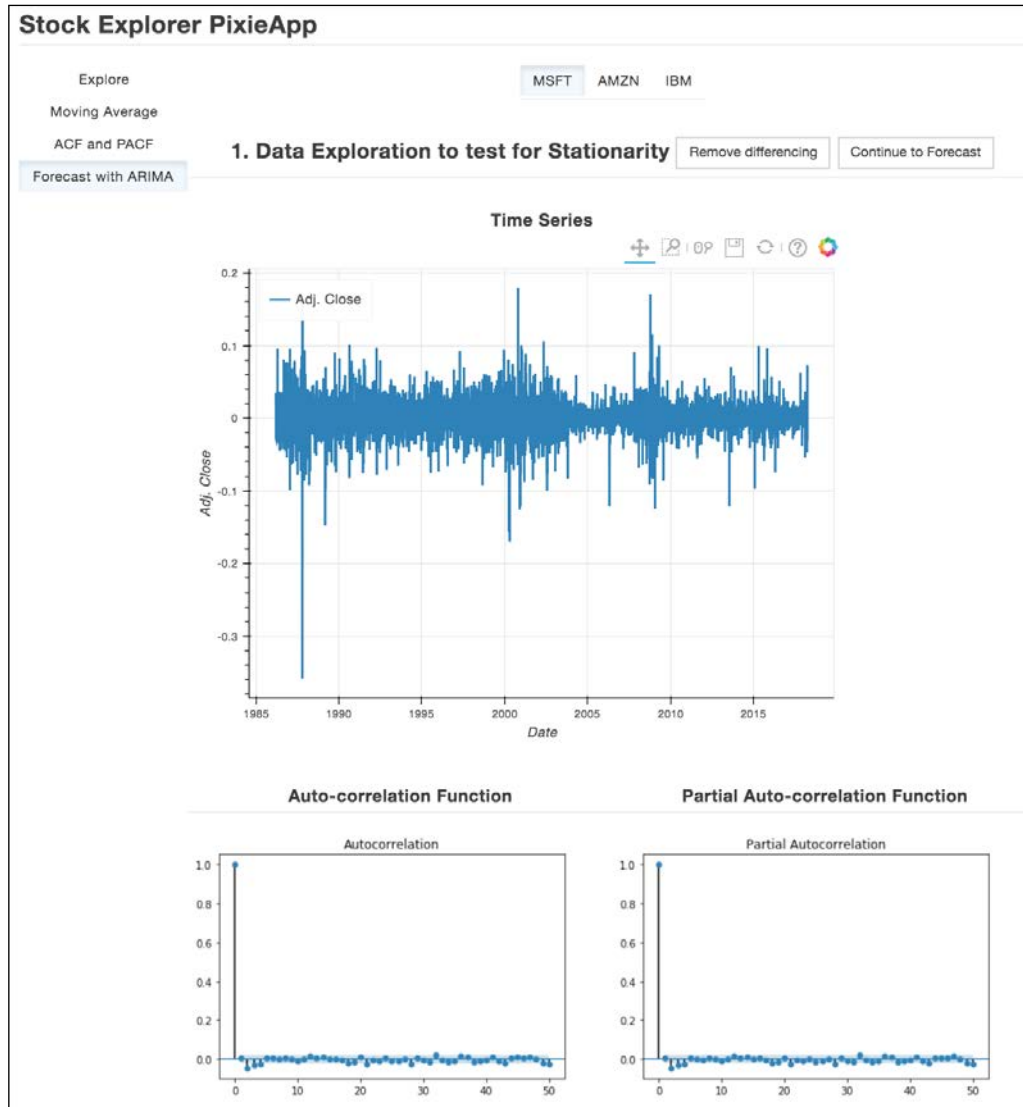 Stock Explorer PixieApp
Explore
Moving Average
ACF and PACF
Forecast with ARIMA
MSFT AMZN IBM
1. Data Exploration to test for Stationarity Remove differencing Continue to Forecast
Time Series
Adj. Close
0.2
0.1
0
-0.1
-0.2
-0.3
Adj. Close
1985 1990 1995 2000 2005 2010 2015
Date
Auto-correlation Function
Autocorrelation
1.0
0.8
0.6
0.4
0.2
0.0
0 10 20 30 40 50
Partial Auto-correlation Function
Partial Autocorrelation
1.0
0.8
0.6
0.4
0.2
0.0
0 10 20 30 40 50